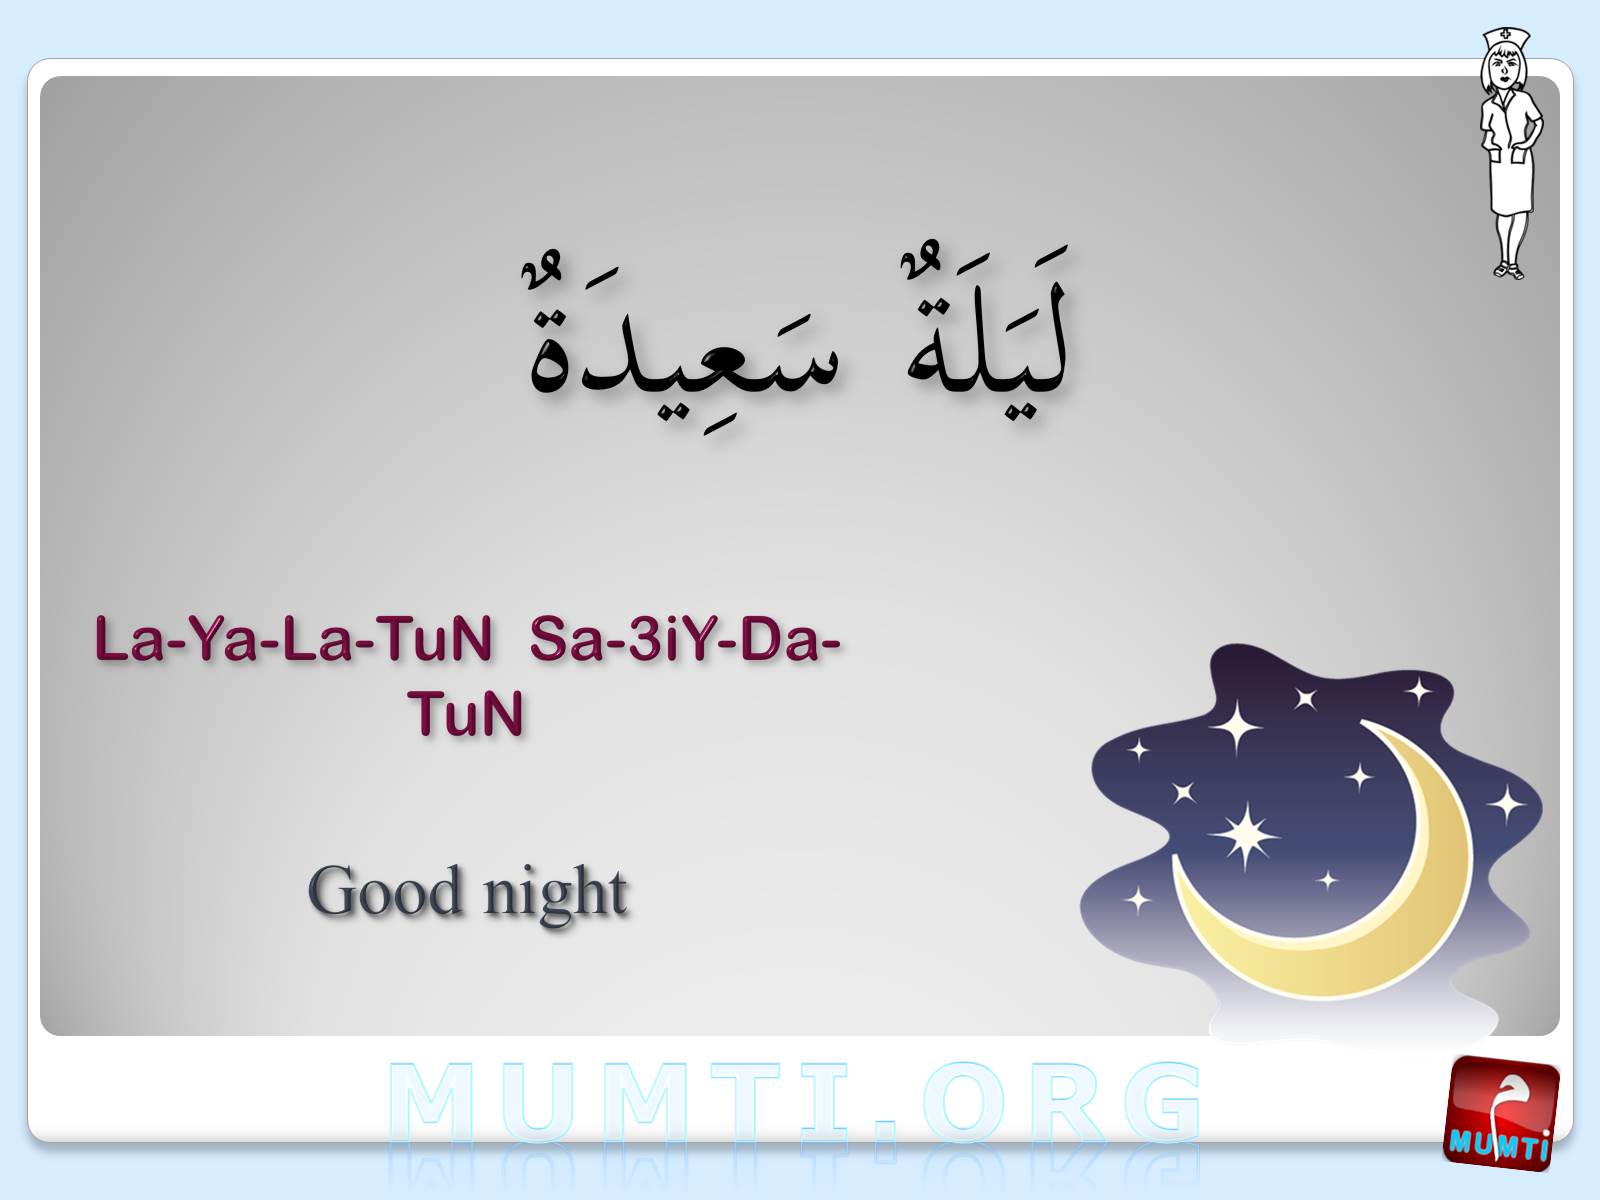 لَيَلَةٌ سَعِيدَةٌ
La-Ya-La-TuN Sa-3iY-Da-
TuN
Good night
MUMTI.ORG
م
MUMTi